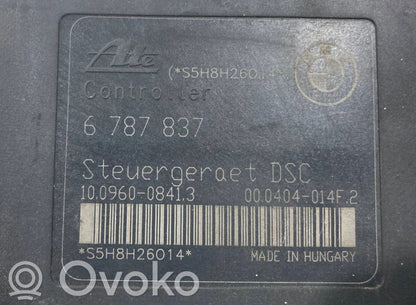 Ate
(*S5H8H26014*
Controller
6 787 837
Steuergeraet DSC
10.0960-0841.3 00.0404-014F.2
*S5H8H26014*
MADE IN HUNGARY
Ovoko